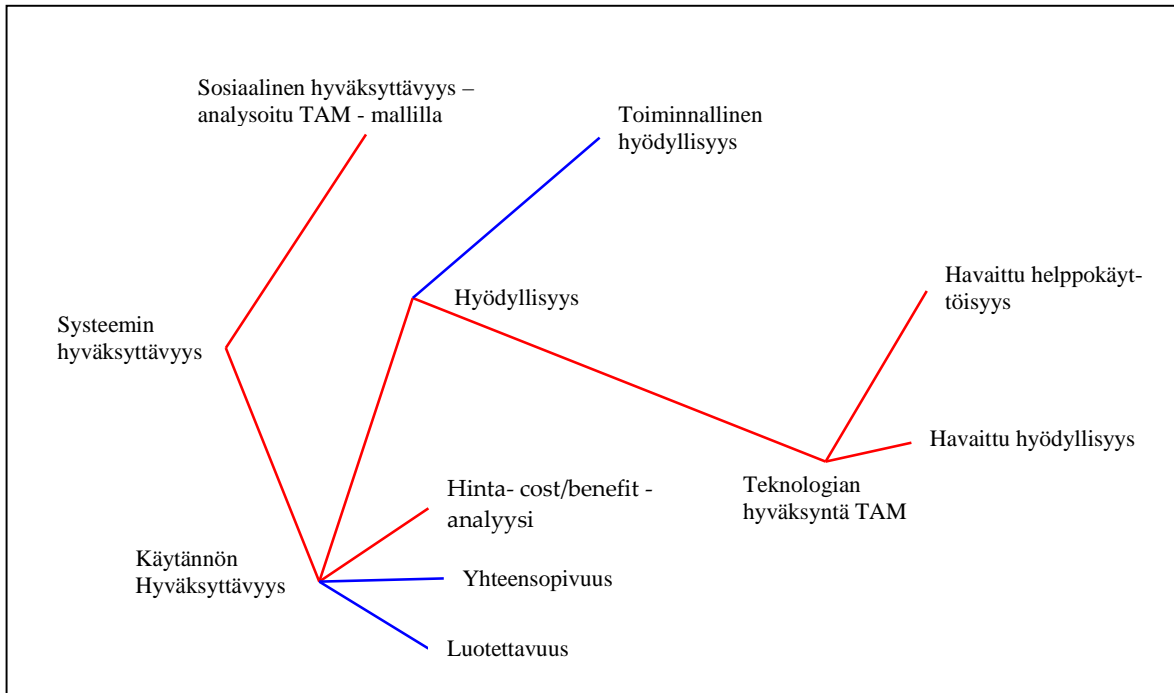 Sosiaalinen hyväksyttävyys –
analysoitu TAM - mallilla
Toiminnallinen
hyödyllisyys
Hyödyllisyys
Havaittu helppokäyt-
töisyys
Systeemin
hyväksyttävyys
Havaittu hyödyllisyys
Teknologian
hyväksyntä TAM
Hinta- cost/benefit -
analyysi
Käytännön
Hyväksyttävyys
Yhteensopivuus
Luotettavuus